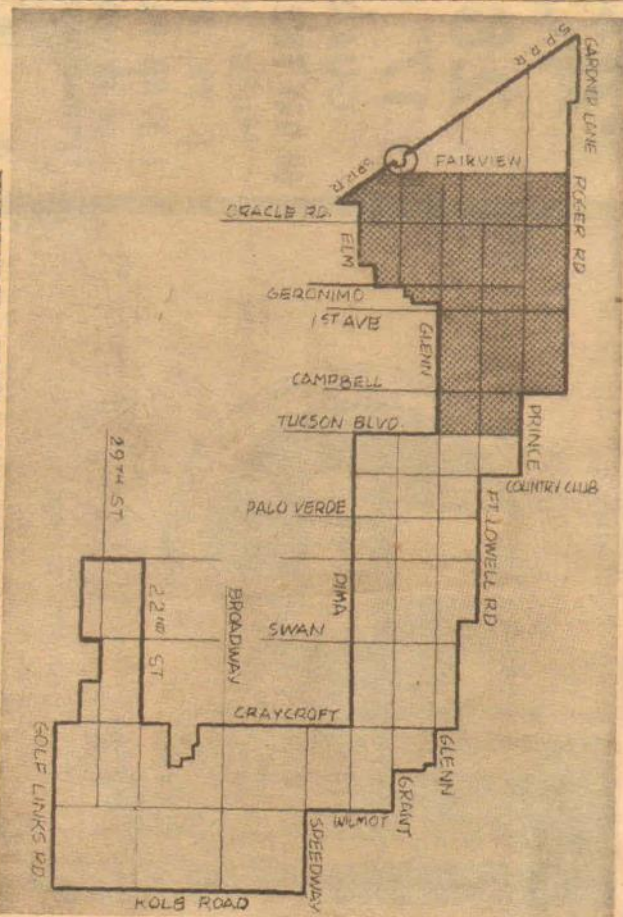 S.P.R.R.
GARDNER LANE
FAIRVIEW
S.P.R.R.
ROGER RD
ORACLE RD.
ELM
GERONIMO
1ST AVE
GLENN
CAMPBELL
PRINCE
TUCSON BLVD.
29TH ST
COUNTRY CLUB
PALO VERDE
FT. LOWELL RD
22ND ST
BROADWAY
PIMA
SWAN
CRAYCROFT
GLENN
GOLF LINKS RD.
GRANT
WILMOT
SPEEDWAY
KOLB ROAD